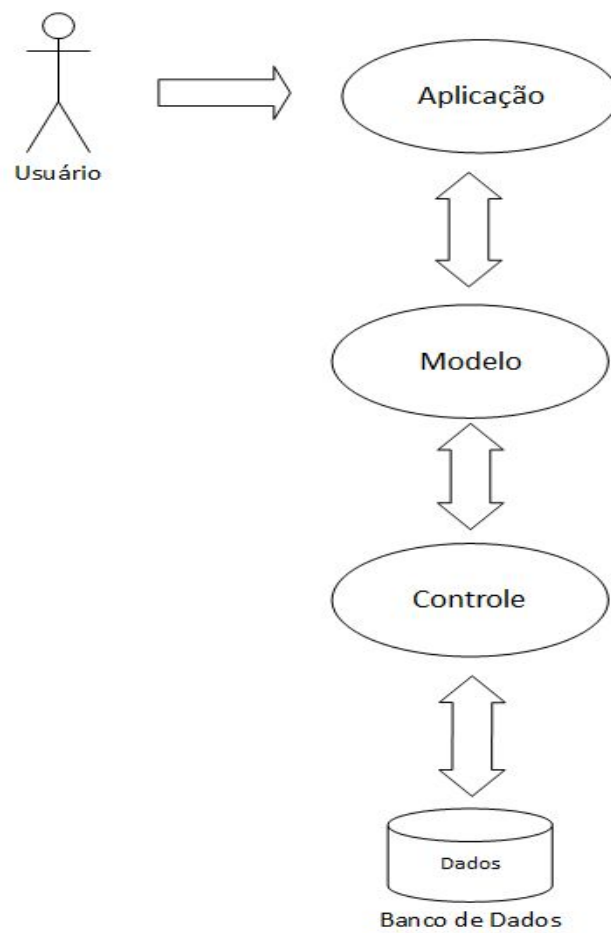 Usuário
Aplicação
Modelo
Controle
Dados
Banco de Dados